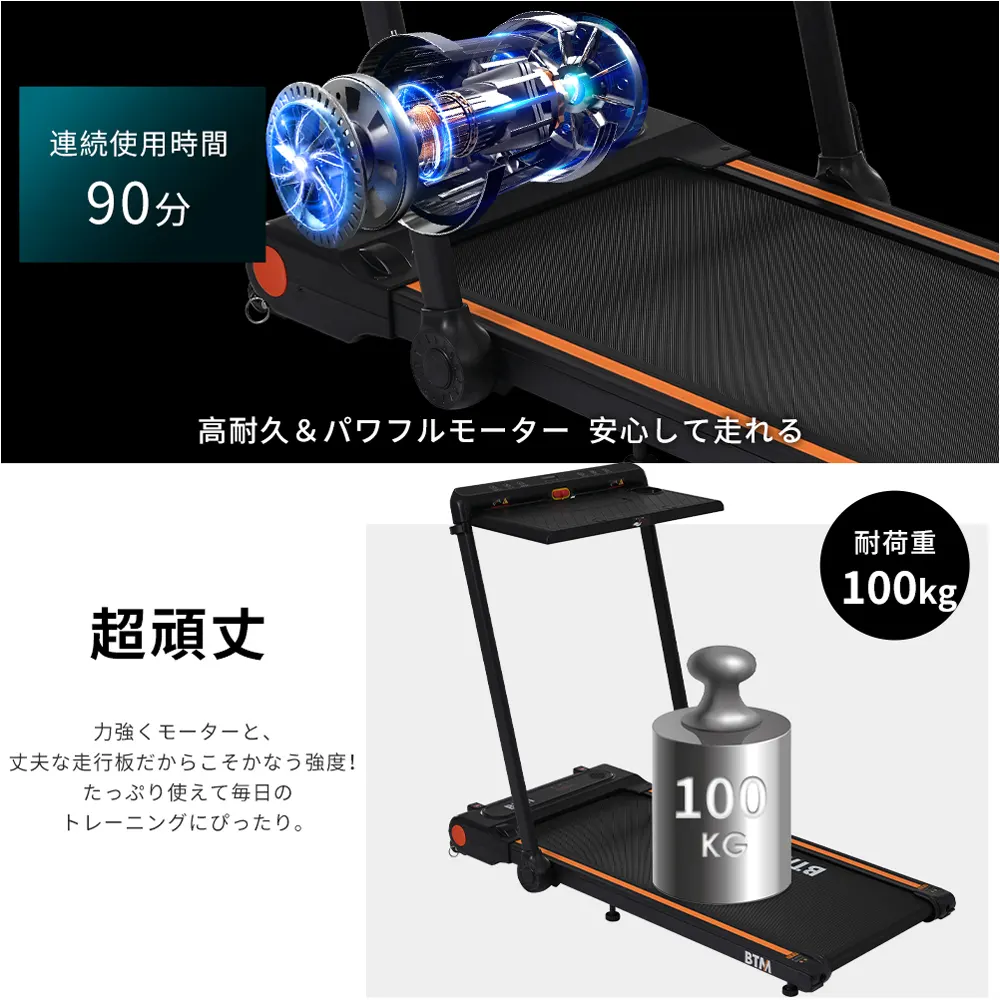 連続使用時間
90分
高耐久＆パワフルモーター 安心して走れる
耐荷重
100kg
超頑丈
力強くモーターと、
丈夫な走行板だからこそかなう強度！
たっぷり使えて毎日の
トレーニングにぴったり。
100
KG
BTM
BTM